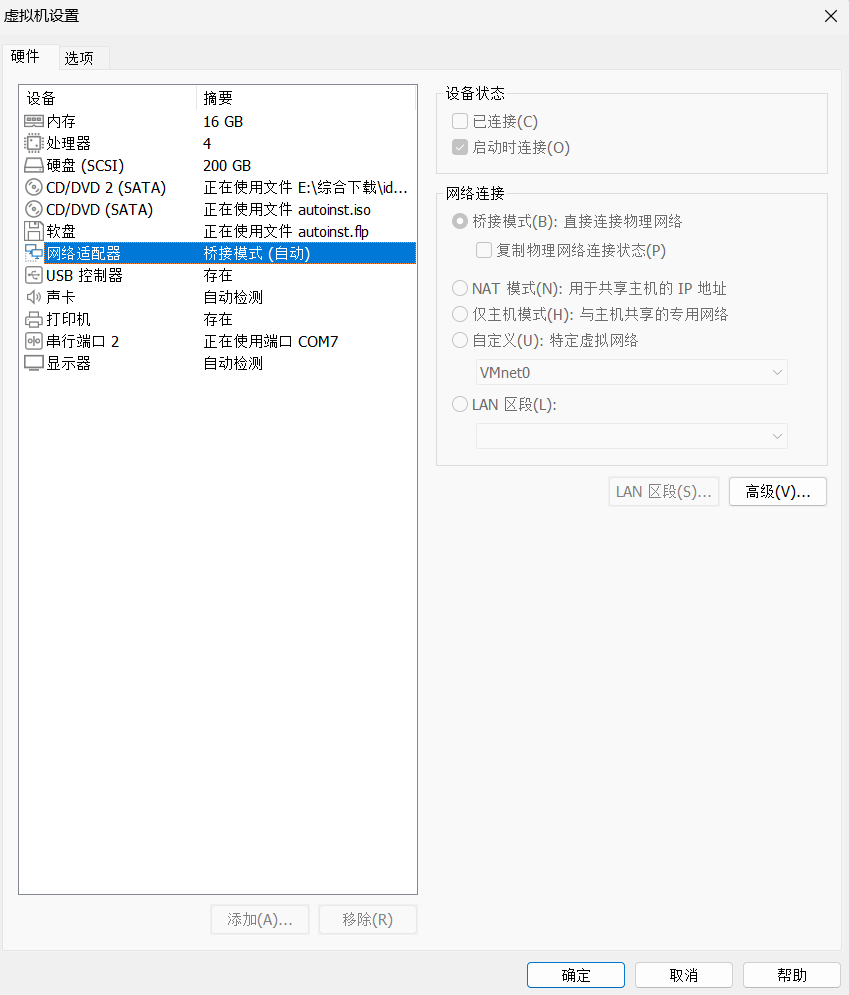 虚拟机设置
硬件 选项
设备 摘要
内存 16 GB
处理器 4
硬盘 (SCSI) 200 GB
CD/DVD 2 (SATA) 正在使用文件 E:\综合下载\id...
CD/DVD (SATA) 正在使用文件 autoinst.iso
软盘 正在使用文件 autoinst.flp
网络适配器 桥接模式 (自动)
USB 控制器 存在
声卡 自动检测
打印机 存在
串行端口 2 正在使用端口 COM7
显示器 自动检测
添加(A)... 移除(R)
设备状态
已连接(C)
启动时连接(O)
网络连接
桥接模式(B): 直接连接物理网络
复制物理网络连接状态(P)
NAT 模式(N): 用于共享主机的 IP 地址
仅主机模式(H): 与主机共享的专用网络
自定义(U): 特定虚拟网络
VMnet0
LAN 区段(L):
LAN 区段(S)... 高级(V)...
确定 取消 帮助